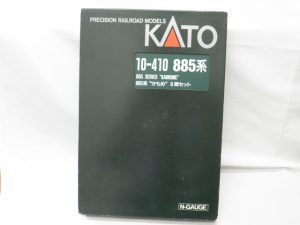 PRECISION RAILROAD MODELS
KATO
10-410 885系
885 SERIES "KAMOME"
885系 "かもめ" 6両セット
N-GAUGE